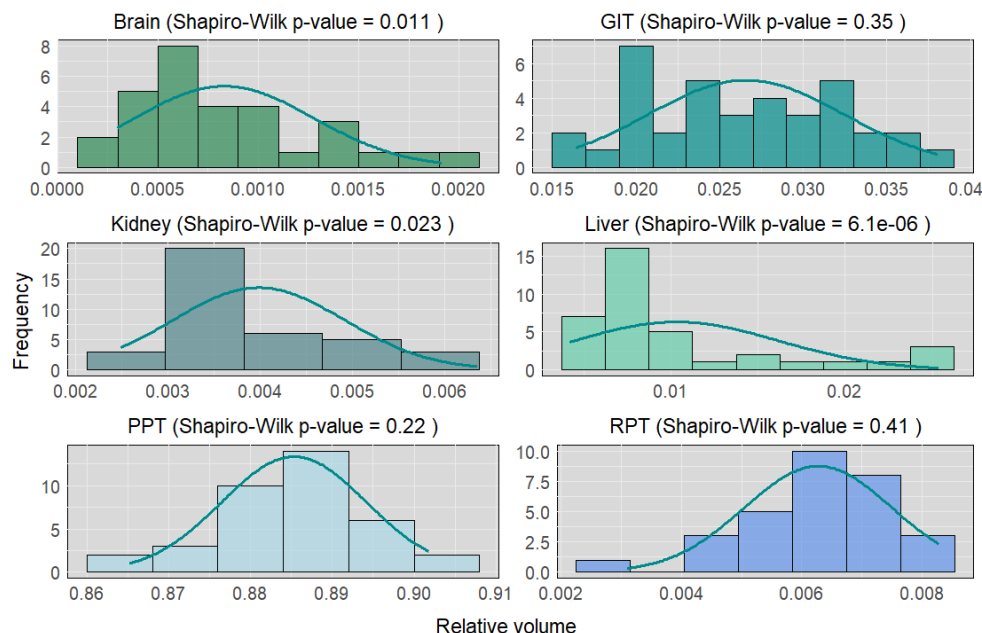 Brain (Shapiro-Wilk p-value = 0.011 )
8
6
4
2
0
0.0000 0.0005 0.0010 0.0015 0.0020
GIT (Shapiro-Wilk p-value = 0.35 )
6
4
2
0
0.015 0.020 0.025 0.030 0.035 0.04
Frequency
Kidney (Shapiro-Wilk p-value = 0.023 )
20
15
10
5
0
0.002 0.003 0.004 0.005 0.006
Liver (Shapiro-Wilk p-value = 6.1e-06 )
15
10
5
0
0.01 0.02
PPT (Shapiro-Wilk p-value = 0.22 )
10
5
0
0.86 0.87 0.88 0.89 0.90 0.91
RPT (Shapiro-Wilk p-value = 0.41 )
10.0
7.5
5.0
2.5
0.0
0.002 0.004 0.006 0.008
Relative volume